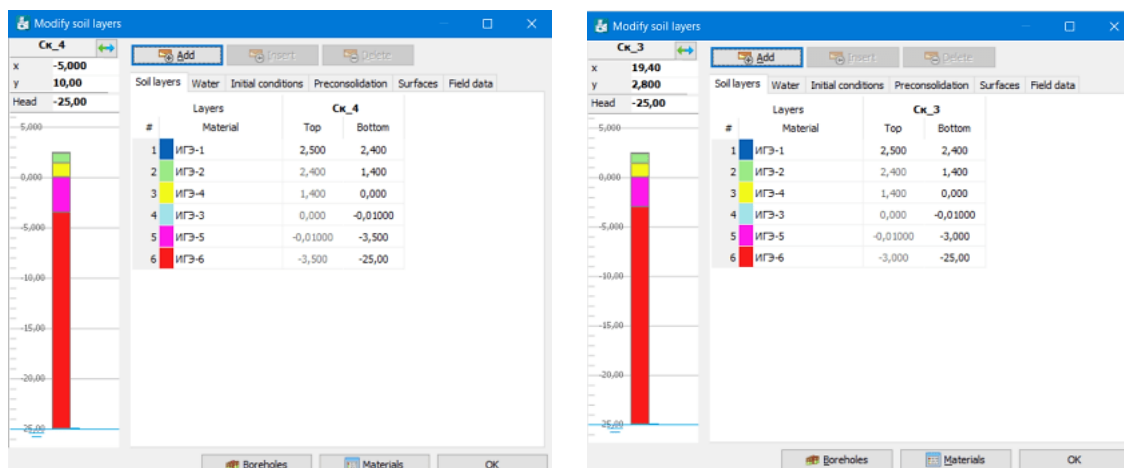 Modify soil layers
Ск_4
x -5,000
y 10,00
Head -25,00
Add Insert Delete
Soil layers Water Initial conditions Preconsolidation Surfaces Field data
Layers Ск_4
# Material Top Bottom
1 ИГЭ-1 2,500 2,400
2 ИГЭ-2 2,400 1,400
3 ИГЭ-4 1,400 0,000
4 ИГЭ-3 0,000 -0,01000
5 ИГЭ-5 -0,01000 -3,500
6 ИГЭ-6 -3,500 -25,00
5,000
0,000
-5,000
-10,00
-15,00
-20,00
-25,00
Boreholes Materials OK
Modify soil layers
Ск_3
x 19,40
y 2,800
Head -25,00
Add Insert Delete
Soil layers Water Initial conditions Preconsolidation Surfaces Field data
Layers Ск_3
# Material Top Bottom
1 ИГЭ-1 2,500 2,400
2 ИГЭ-2 2,400 1,400
3 ИГЭ-4 1,400 0,000
4 ИГЭ-3 0,000 -0,01000
5 ИГЭ-5 -0,01000 -3,000
6 ИГЭ-6 -3,000 -25,00
5,000
0,000
-5,000
-10,00
-15,00
-20,00
-25,00
Boreholes Materials OK